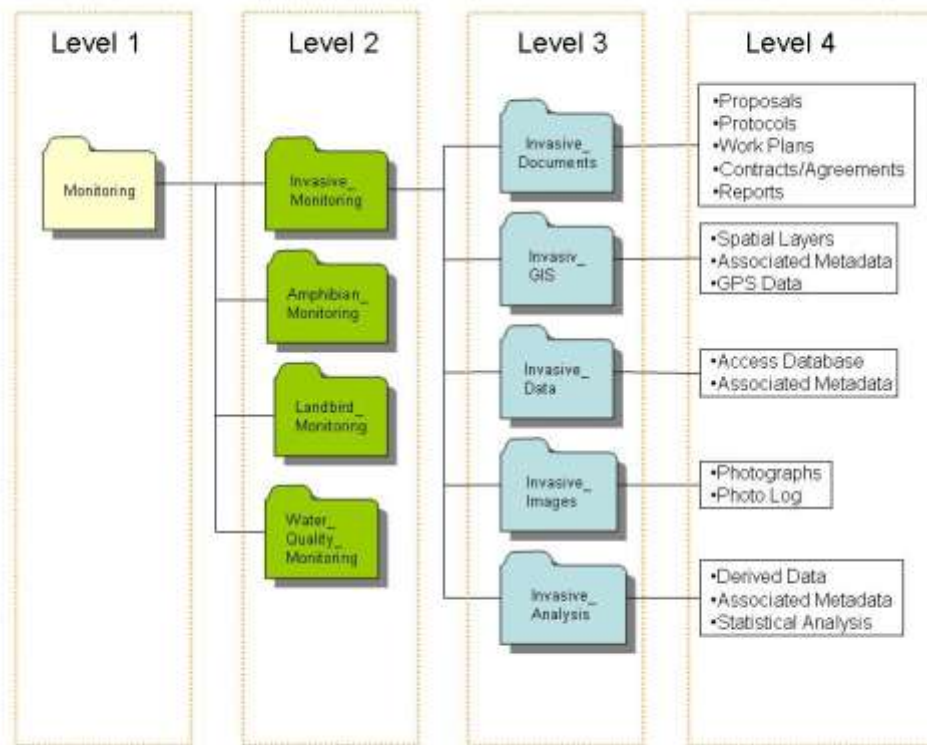 Level 1
Level 2
Level 3
Level 4
Monitoring
Invasive_
Monitoring
Amphibian_
Monitoring
Landbird_
Monitoring
Water_
Quality_
Monitoring
Invasive_
Documents
Invasiv_
GIS
Invasive_
Data
Invasive_
Images
Invasive_
Analysis
•Proposals
•Protocols
•Work Plans
•Contracts/Agreements
•Reports
•Spatial Layers
•Associated Metadata
•GPS Data
•Access Database
•Associated Metadata
•Photographs
•Photo Log
•Derived Data
•Associated Metadata
•Statistical Analysis